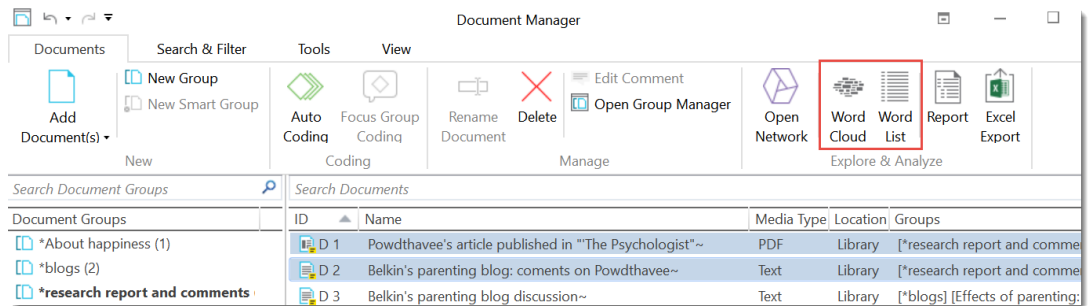 Document Manager
Documents Search & Filter Tools View
Add Document(s)
New Group
New Smart Group
New
Auto Coding
Focus Group Coding
Coding
Rename Document
Delete
Edit Comment
Open Group Manager
Manage
Open Network
Word Cloud
Word List
Report
Excel Export
Explore & Analyze
Search Document Groups
Search Documents
Document Groups
*About happiness (1)
*blogs (2)
*research report and comments
ID Name Media Type Location Groups
D 1 Powdthavee's article published in "'The Psychologist"~ PDF Library [*research report and comme
D 2 Belkin's parenting blog: coments on Powdthavee~ Text Library [*research report and comme
D 3 Belkin's parenting blog discussion~ Text Library [*blogs] [Effects of parenting: